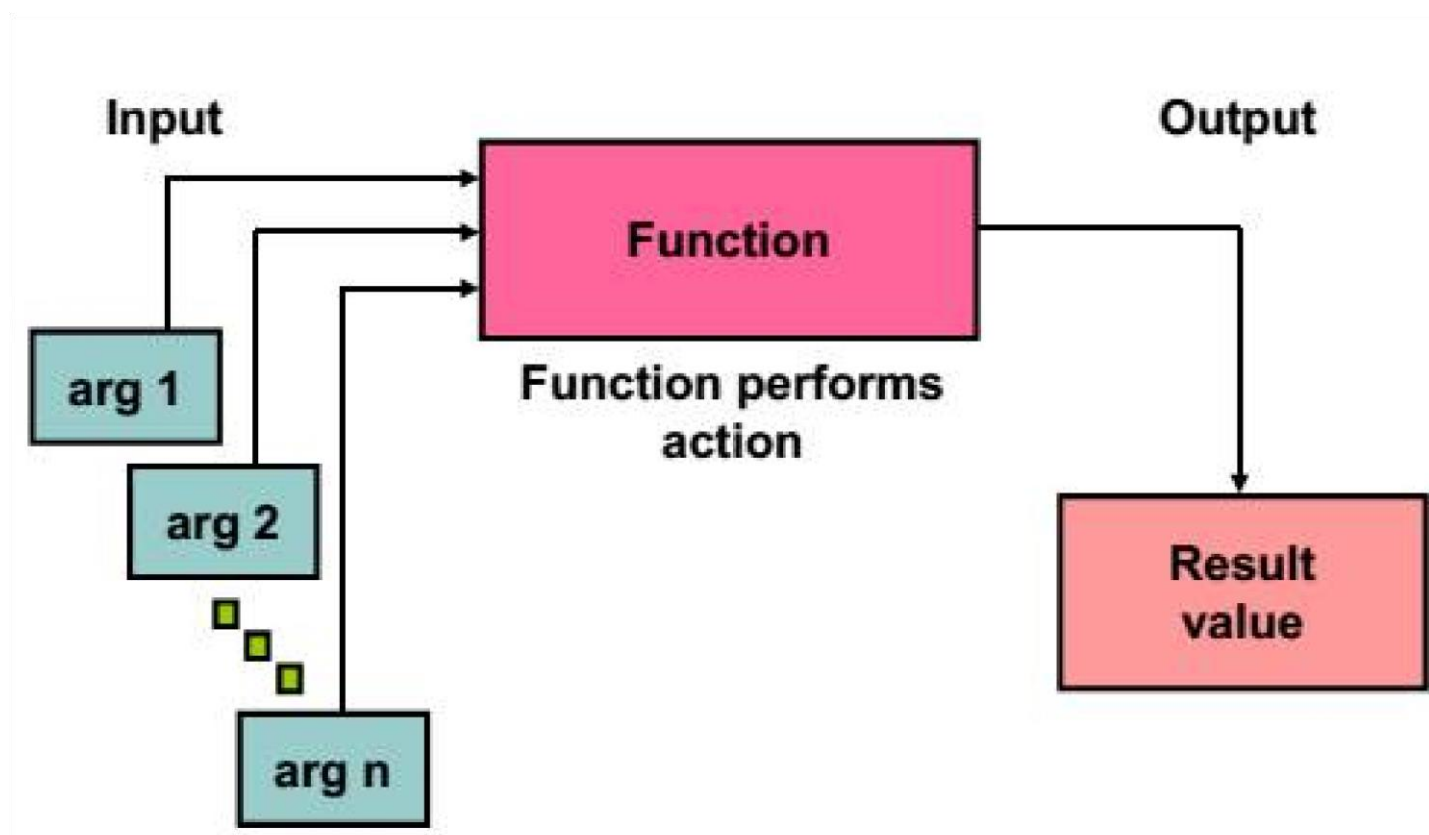 Input
Output
Function
Function performs
action
arg 1
arg 2
arg n
Result
value